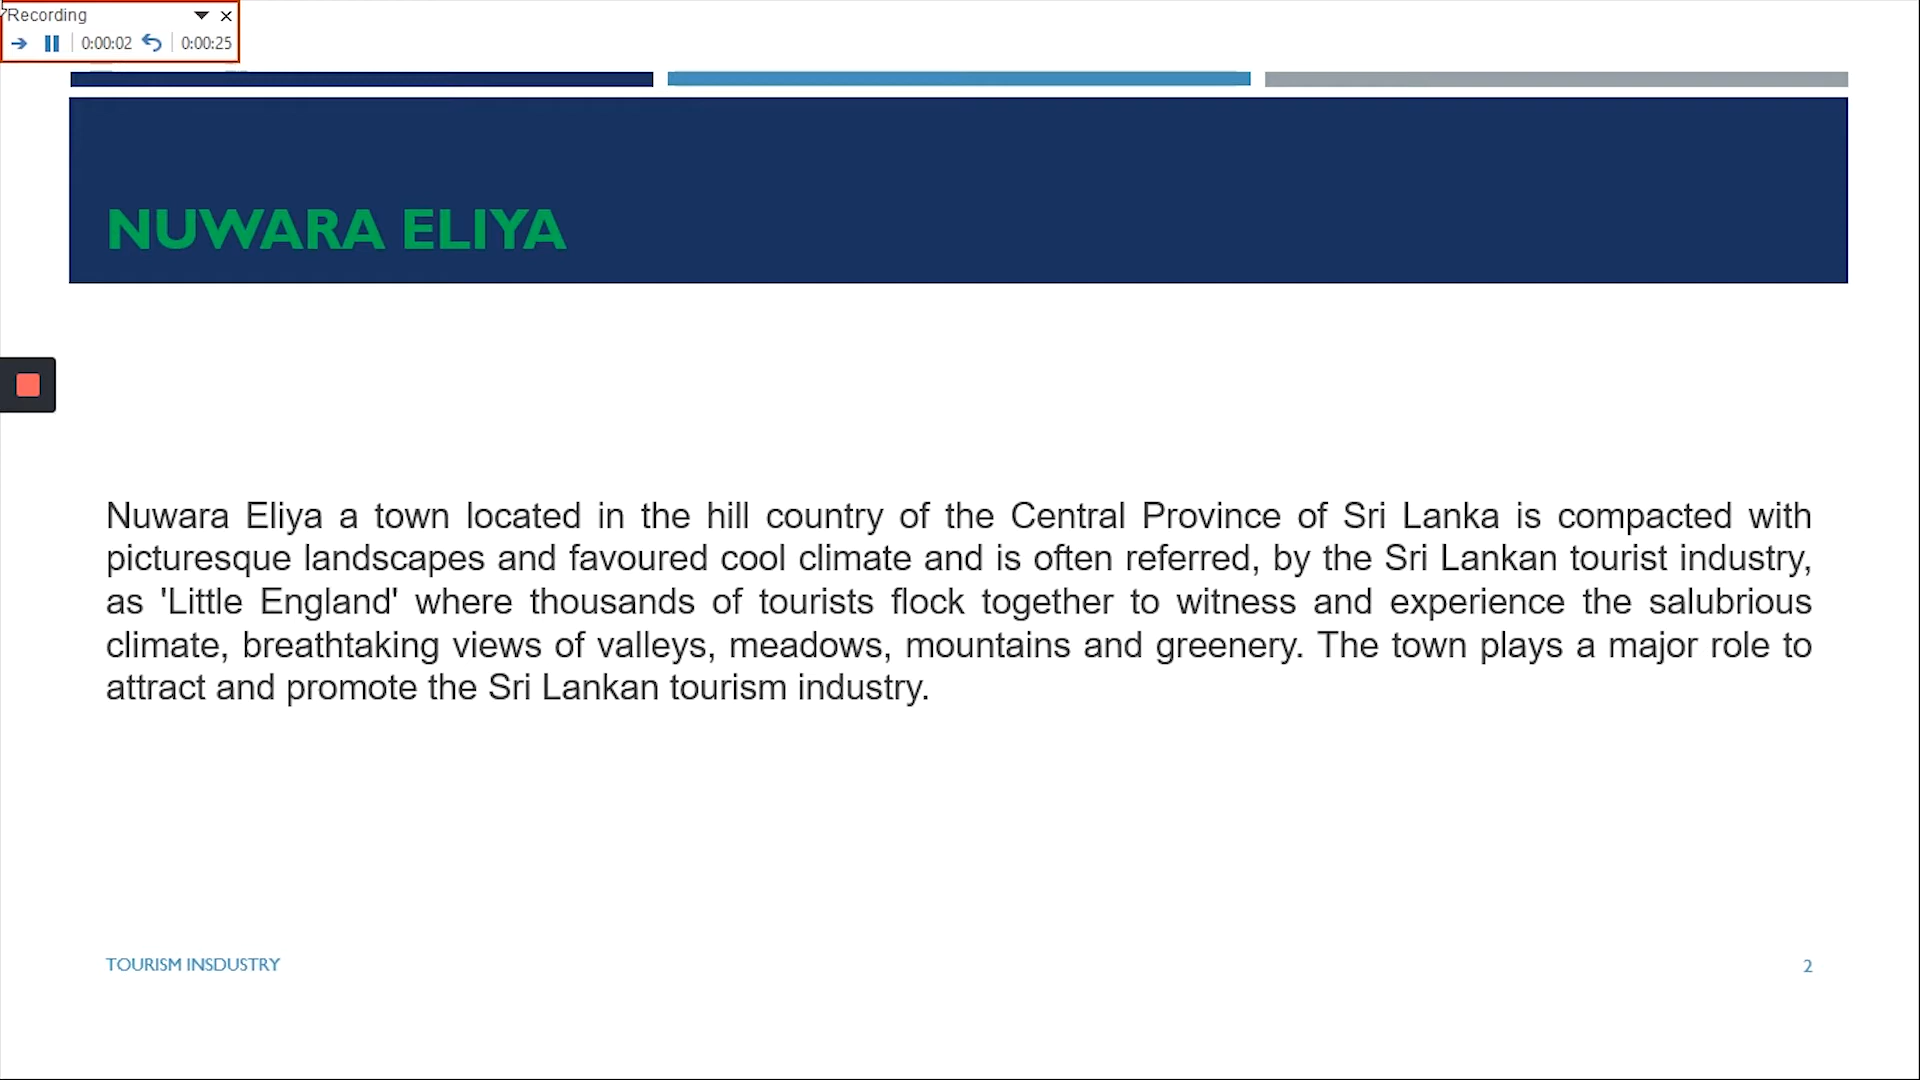 Recording
0:00:02 0:00:25
NUWARA ELIYA
Nuwara Eliya a town located in the hill country of the Central Province of Sri Lanka is compacted with
picturesque landscapes and favoured cool climate and is often referred, by the Sri Lankan tourist industry,
as 'Little England' where thousands of tourists flock together to witness and experience the salubrious
climate, breathtaking views of valleys, meadows, mountains and greenery. The town plays a major role to
attract and promote the Sri Lankan tourism industry.
TOURISM INSDUSTRY
2